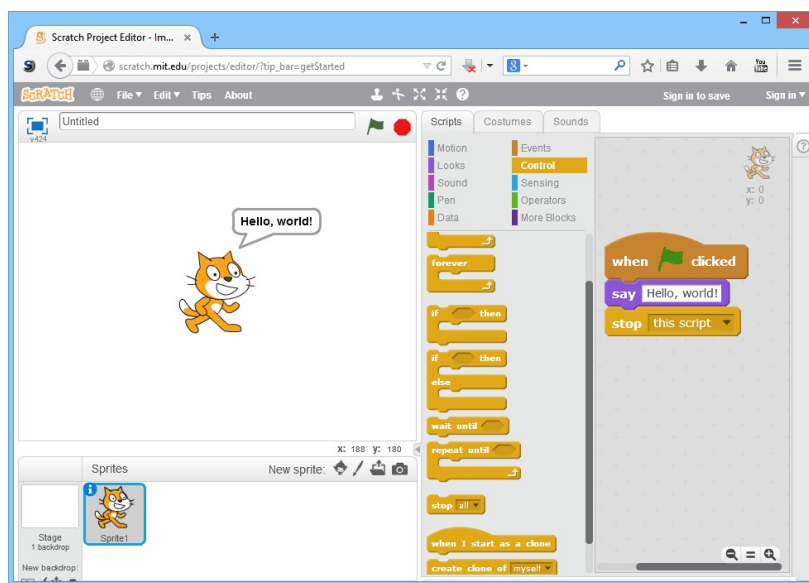 Scratch Project Editor - Im...
scratch.mit.edu/projects/editor/?tip_bar=getStarted
You
SCRATCH
File
Edit
Tips
About
Sign in to save
Sign in
v424
Untitled
Hello, world!
x: 188 y: 180
Sprites
New sprite:
Stage
1 backdrop
Sprite1
New backdrop:
Scripts
Costumes
Sounds
Motion
Looks
Sound
Pen
Data
Events
Control
Sensing
Operators
More Blocks
forever
if then
if then
else
wait until
repeat until
stop all
when I start as a clone
create clone of myself
x: 0
y: 0
when clicked
say Hello, world!
stop this script